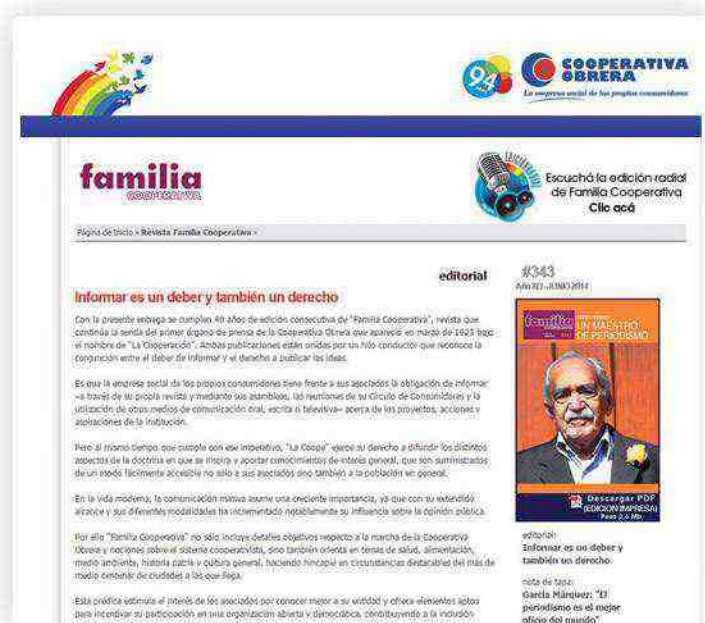 94
COOPERATIVA
OBRERA
La empresa social de los propios consumidores
familia
COOPERATIVA
EDICION RADIAL
Escuchá la edición radial
de Familia Cooperativa
Clic acá
Página de Inicio » Revista Familia Cooperativa »
editorial
Informar es un deber y también un derecho
Con la presente entrega se cumplen 40 años de edición consecutiva de "Familia Cooperativa", revista que
continúa la senda del primer órgano de prensa de la Cooperativa Obrera que apareció en marzo de 1923 bajo
el nombre de "La Cooperación". Ambas publicaciones están unidas por un hilo conductor que reconoce la
conjunción entre el deber de informar y el derecho a publicar las ideas.
Es que la empresa social de los propios consumidores tiene frente a sus asociados la obligación de informar
–a través de su propia revista y mediante sus asambleas, las reuniones de su Círculo de Consumidores y la
utilización de otros medios de comunicación oral, escrita o televisiva– acerca de los proyectos, acciones y
aspiraciones de la institución.
Pero al mismo tiempo que cumple con ese imperativo, "La Coope" ejerce su derecho a difundir los distintos
aspectos de la doctrina en que se inspira y aportar conocimientos de interés general, que son suministrados
de un modo fácilmente accesible no sólo a sus asociados sino también a la población en general.
En la vida moderna, la comunicación masiva asume una creciente importancia, ya que con su extendido
alcance y sus diferentes modalidades ha incrementado notablemente su influencia sobre la opinión pública.
Por ello "Familia Cooperativa" no sólo incluye detalles objetivos respecto a la marcha de la Cooperativa
Obrera y nociones sobre el sistema cooperativista, sino también orienta en temas de salud, alimentación,
medio ambiente, historia patria y cultura general, haciendo hincapié en circunstancias destacables del más de
medio centenar de ciudades a las que llega.
Esta prédica estimula el interés de los asociados por conocer mejor a su entidad y ofrece elementos aptos
para incentivar su participación en una organización abierta y democrática, contribuyendo a la inclusión
#343
JUNIO 2014
familia
UN MAESTRO
DE PERIODISMO
Descargar PDF
(EDICION IMPRESA)
Peso 2,6 Mb
editorial:
Informar es un deber y
también un derecho
nota de tapa:
García Márquez: "El
periodismo es el mejor
oficio del mundo"